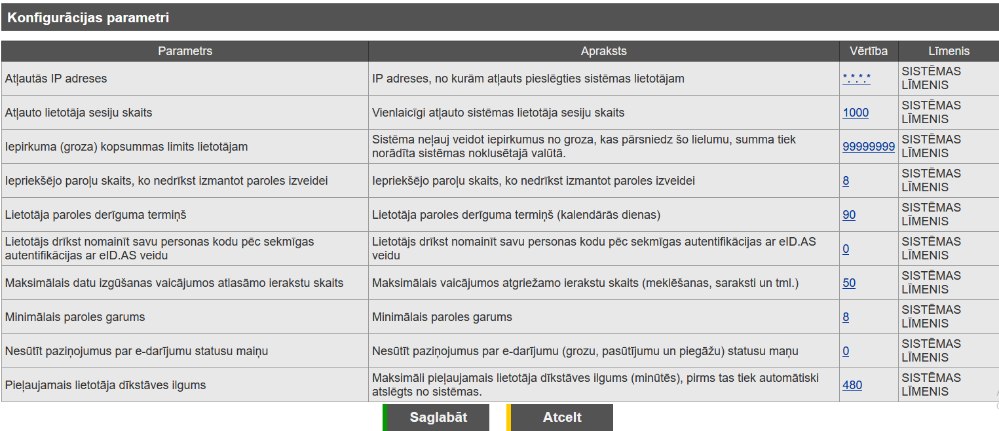 Konfigurācijas parametri
Parametrs Apraksts Vērtība Līmenis
Atļautās IP adreses IP adreses, no kurām atļauts pieslēgties sistēmas lietotājam *.*.*.* SISTĒMAS
LĪMENIS
Atļauto lietotāja sesiju skaits Vienlaicīgi atļauto sistēmas lietotāja sesiju skaits 1000 SISTĒMAS
LĪMENIS
Iepirkuma (groza) kopsummas limits lietotājam Sistēma neļauj veidot iepirkumus no groza, kas pārsniedz šo lielumu, summa tiek
norādīta sistēmas noklusētajā valūtā. 99999999 SISTĒMAS
LĪMENIS
Iepriekšējo paroļu skaits, ko nedrīkst izmantot paroles izveidei Iepriekšējo paroļu skaits, ko nedrīkst izmantot paroles izveidei 8 SISTĒMAS
LĪMENIS
Lietotāja paroles derīguma termiņš Lietotāja paroles derīguma termiņš (kalendārās dienas) 90 SISTĒMAS
LĪMENIS
Lietotājs drīkst nomainīt savu personas kodu pēc sekmīgas
autentifikācijas ar eID.AS veidu Lietotājs drīkst nomainīt savu personas kodu pēc sekmīgas autentifikācijas ar eID.AS
veidu 0 SISTĒMAS
LĪMENIS
Maksimālais datu izgūšanas vaicājumos atlasāmo ierakstu skaits Maksimālais vaicājumos atgriežamo ierakstu skaits (meklēšanas, saraksti un tml.) 50 SISTĒMAS
LĪMENIS
Minimālais paroles garums Minimālais paroles garums 8 SISTĒMAS
LĪMENIS
Nesūtīt paziņojumus par e-darījumu statusu maiņu Nesūtīt paziņojumus par e-darījumu (grozu, pasūtījumu un piegāžu) statusu maņu 0 SISTĒMAS
LĪMENIS
Pieļaujamais lietotāja dīkstāves ilgums Maksimāli pieļaujamais lietotāja dīkstāves ilgums (minūtēs), pirms tas tiek automātiski
atslēgts no sistēmas. 480 SISTĒMAS
LĪMENIS
Saglabāt Atcelt